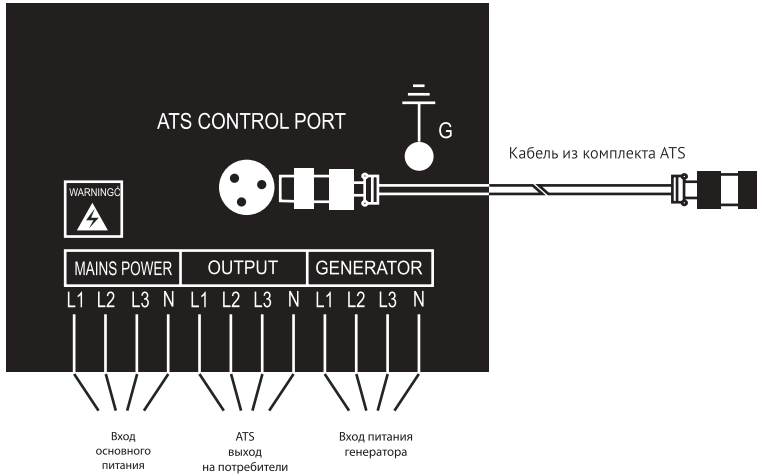 ATS CONTROL PORT
G
Кабель из комплекта ATS
WARNINGĆ
MAINS POWER OUTPUT GENERATOR
L1 L2 L3 N L1 L2 L3 N L1 L2 L3 N
Вход
основного
питания
ATS
выход
на потребители
Вход питания
генератора